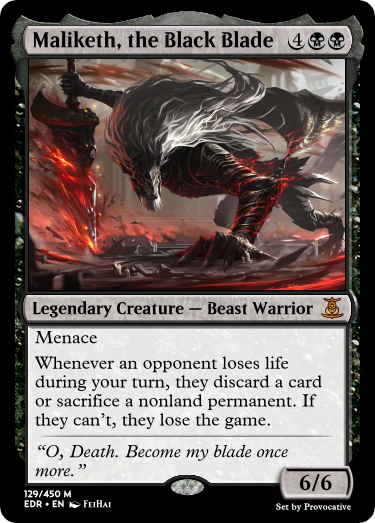 Maliketh, the Black Blade 4
Legendary Creature — Beast Warrior
Menace
Whenever an opponent loses life
during your turn, they discard a card
or sacrifice a nonland permanent. If
they can't, they lose the game.
“O, Death. Become my blade once
more.”
6/6
129/450 M
EDR • EN FeiHai
Set by Provocative